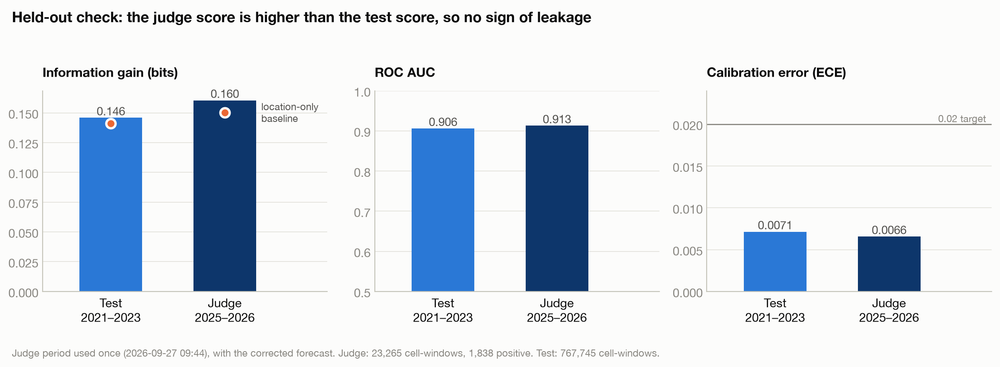 Held-out check: the judge score is higher than the test score, so no sign of leakage
Information gain (bits)
0.150
0.125
0.100
0.075
0.050
0.025
0.000
0.146
0.160
location-only
baseline
Test
2021–2023
Judge
2025–2026
ROC AUC
1.0
0.9
0.8
0.7
0.6
0.5
0.906
0.913
Test
2021–2023
Judge
2025–2026
Calibration error (ECE)
0.020
0.015
0.010
0.005
0.000
0.02 target
0.0071
0.0066
Test
2021–2023
Judge
2025–2026
Judge period used once (2026-09-27 09:44), with the corrected forecast. Judge: 23,265 cell-windows, 1,838 positive. Test: 767,745 cell-windows.